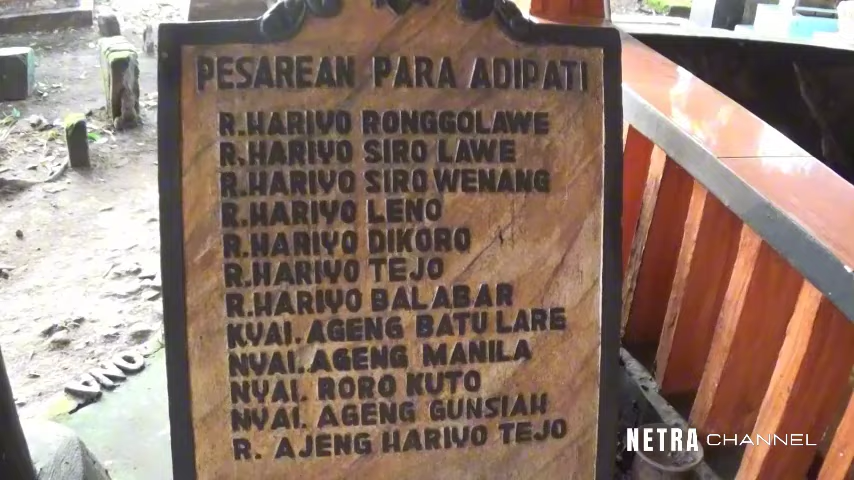 PESAREAN PARA ADIPATI
R.HARIYO RONGGOLAWE
R.HARIYO SIRO LAWE
R.HARIYO SIRO WENANG
R.HARIYO LENO
R.HARIYO DIKORO
R.HARIYO TEJO
R.HARIYO BALABAR
KYAI. AGENG BATU LARE
NYAI. AGENG MANILA
NYAI. RORO KUTO
NYAI. AGENG GUNSIAH
R. AJENG HARIYO TEJO
NETRA CHANNEL